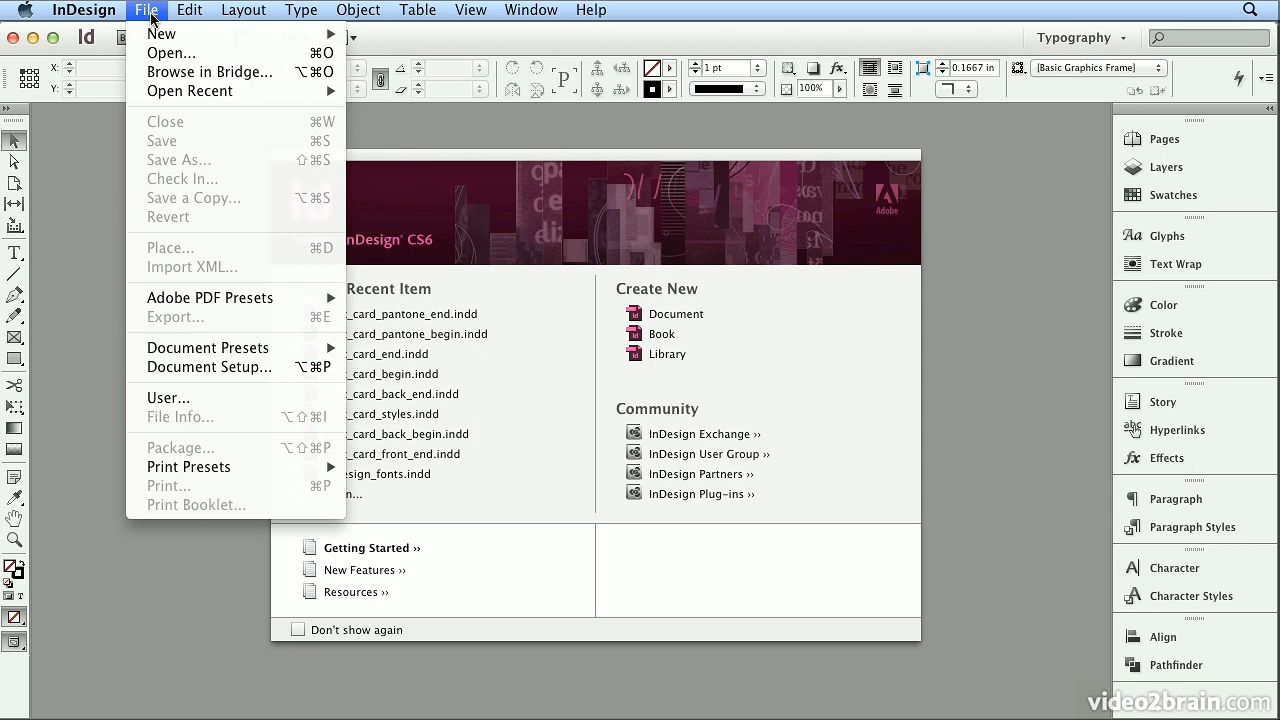 InDesign File Edit Layout Type Object Table View Window Help
Id Typography
X: 1 pt 0.1667 in [Basic Graphics Frame]
Y: 100%
New
Open... ⌘O
Browse in Bridge... ⌥⌘O
Open Recent
Close ⌘W
Save ⌘S
Save As... ⇧⌘S
Check In...
Save a Copy... ⌥⌘S
Revert
Place... ⌘D
Import XML...
Adobe PDF Presets
Export... ⌘E
Document Presets
Document Setup... ⌥⌘P
User...
File Info... ⌥⇧⌘I
Package... ⌥⇧⌘P
Print Presets
Print... ⌘P
Print Booklet...
Adobe
InDesign® CS6
Recent Item
_card_pantone_end.indd
_card_pantone_begin.indd
_card_end.indd
_card_begin.indd
_card_back_end.indd
_card_styles.indd
_card_back_begin.indd
_card_front_end.indd
esign_fonts.indd
n...
Create New
Document
Book
Library
Community
InDesign Exchange ››
InDesign User Group ››
InDesign Partners ››
InDesign Plug-ins ››
Getting Started ››
New Features ››
Resources ››
Don't show again
Pages
Layers
Swatches
Glyphs
Text Wrap
Color
Stroke
Gradient
Story
Hyperlinks
Effects
Paragraph
Paragraph Styles
Character
Character Styles
Align
Pathfinder
video2brain.com